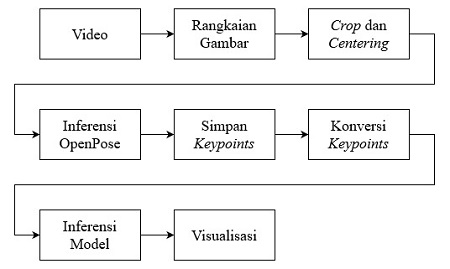 Video
Rangkaian
Gambar
Crop dan
Centering
Inferensi
OpenPose
Simpan
Keypoints
Konversi
Keypoints
Inferensi
Model
Visualisasi